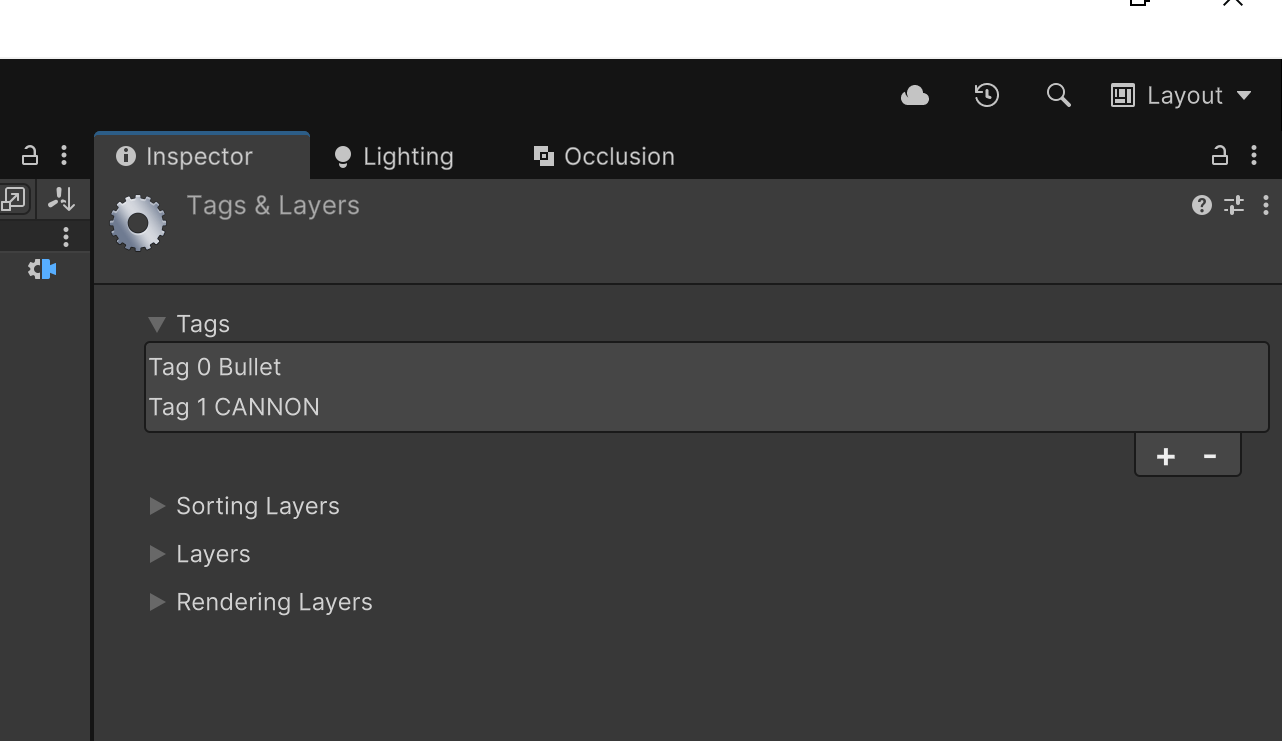 Layout
Inspector
Lighting
Occlusion
Tags & Layers
Tags
Tag 0 Bullet
Tag 1 CANNON
+ -
Sorting Layers
Layers
Rendering Layers